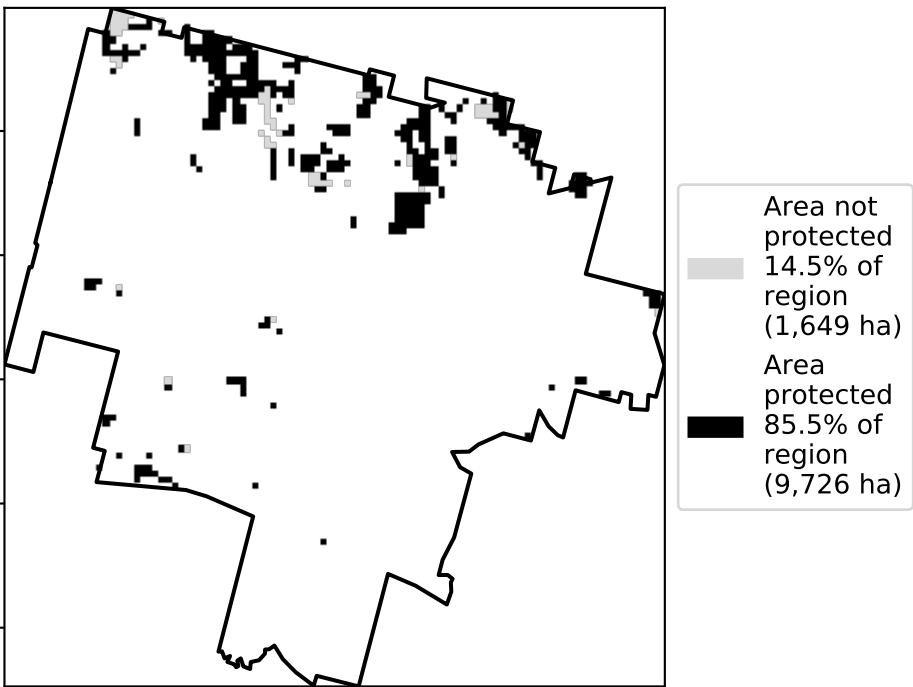 Area not
protected
14.5% of
region
(1,649 ha)
Area
protected
85.5% of
region
(9,726 ha)